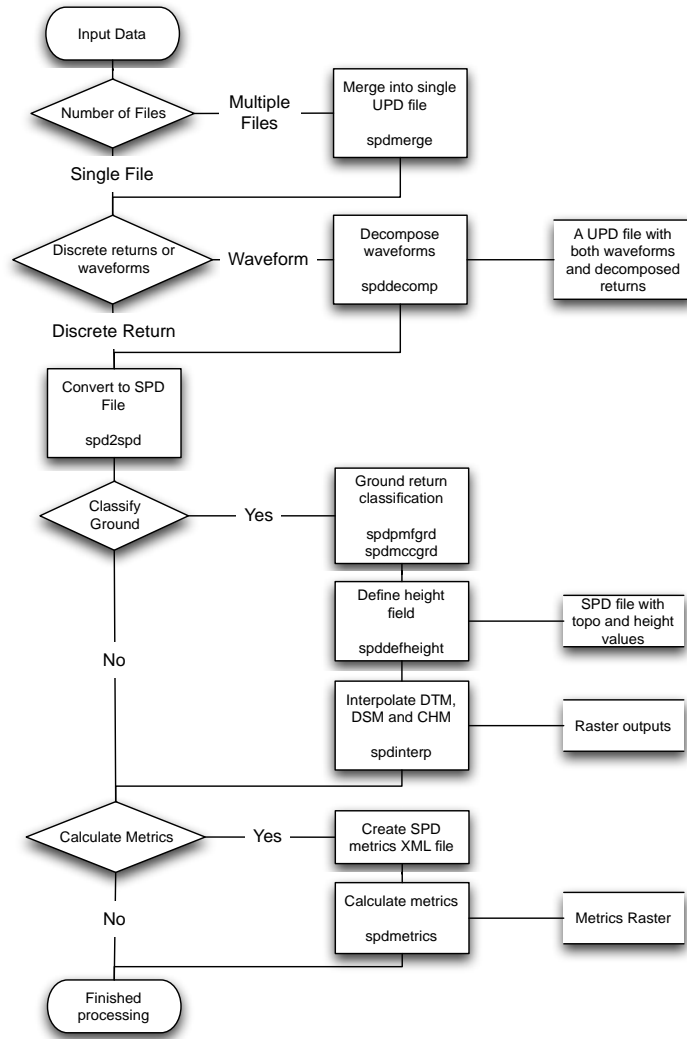 Input Data
Number of Files
Multiple
Files
Merge into single
UPD file
spdmerge
Single File
Discrete returns or
waveforms
Waveform
Decompose
waveforms
spddecomp
A UPD file with
both waveforms
and decomposed
returns
Discrete Return
Convert to SPD
File
spd2spd
Classify
Ground
Yes
Ground return
classification
spdpmfgrd
spdmccgrd
Define height
field
spddefheight
SPD file with
topo and height
values
No
Interpolate DTM,
DSM and CHM
spdinterp
Raster outputs
Calculate Metrics
Yes
Create SPD
metrics XML file
Calculate metrics
spdmetrics
Metrics Raster
No
Finished
processing